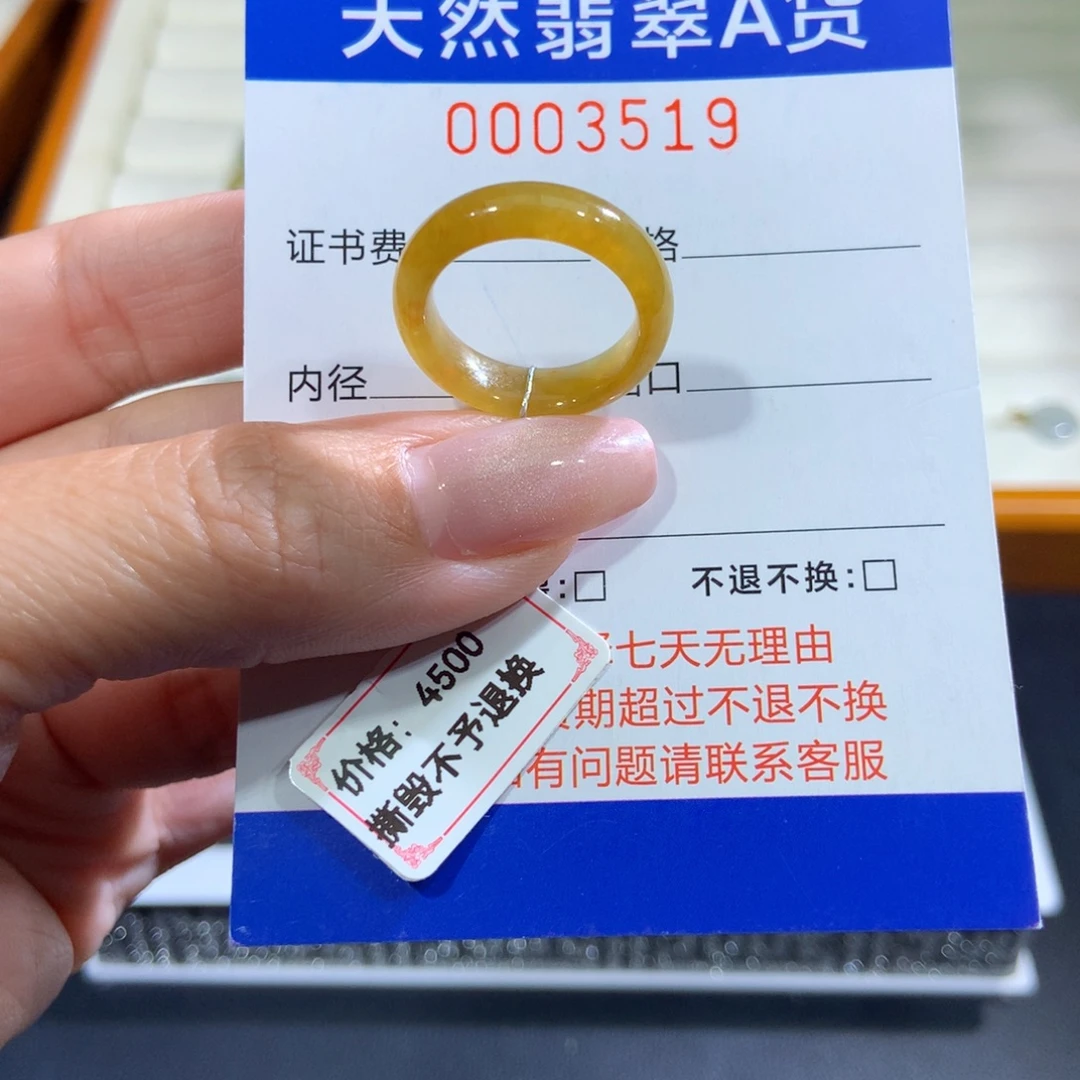 天然翡翠A货
0003519
证书费 格
内径 口
不退不换:□
七天无理由
期超过不退不换
有问题请联系客服
价格: 4500
撕毁不予退换